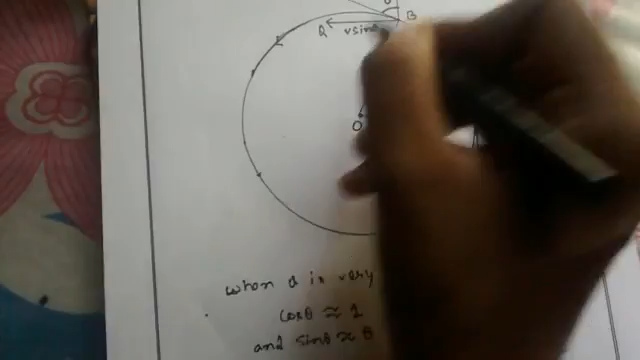 θ
Q vsinθ B
O
when θ is very
cosθ ≈ 1
and sinθ ≈ θ